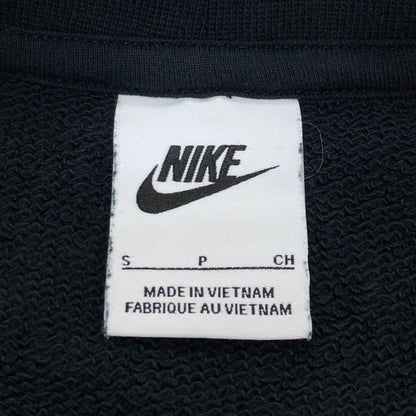 NIKE
S P CH
MADE IN VIETNAM
FABRIQUE AU VIETNAM